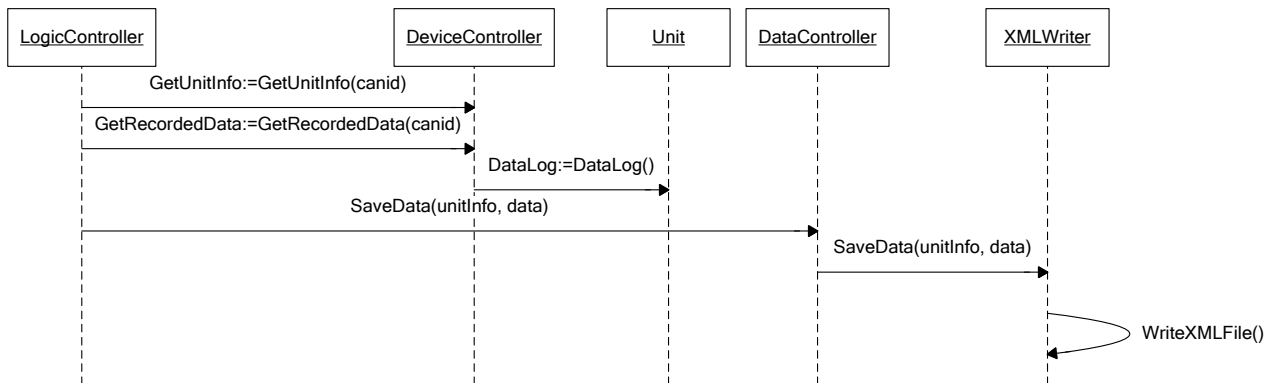 LogicController
DeviceController
Unit
DataController
XMLWriter
GetUnitInfo:=GetUnitInfo(canid)
GetRecordedData:=GetRecordedData(canid)
DataLog:=DataLog()
SaveData(unitInfo, data)
SaveData(unitInfo, data)
WriteXMLFile()